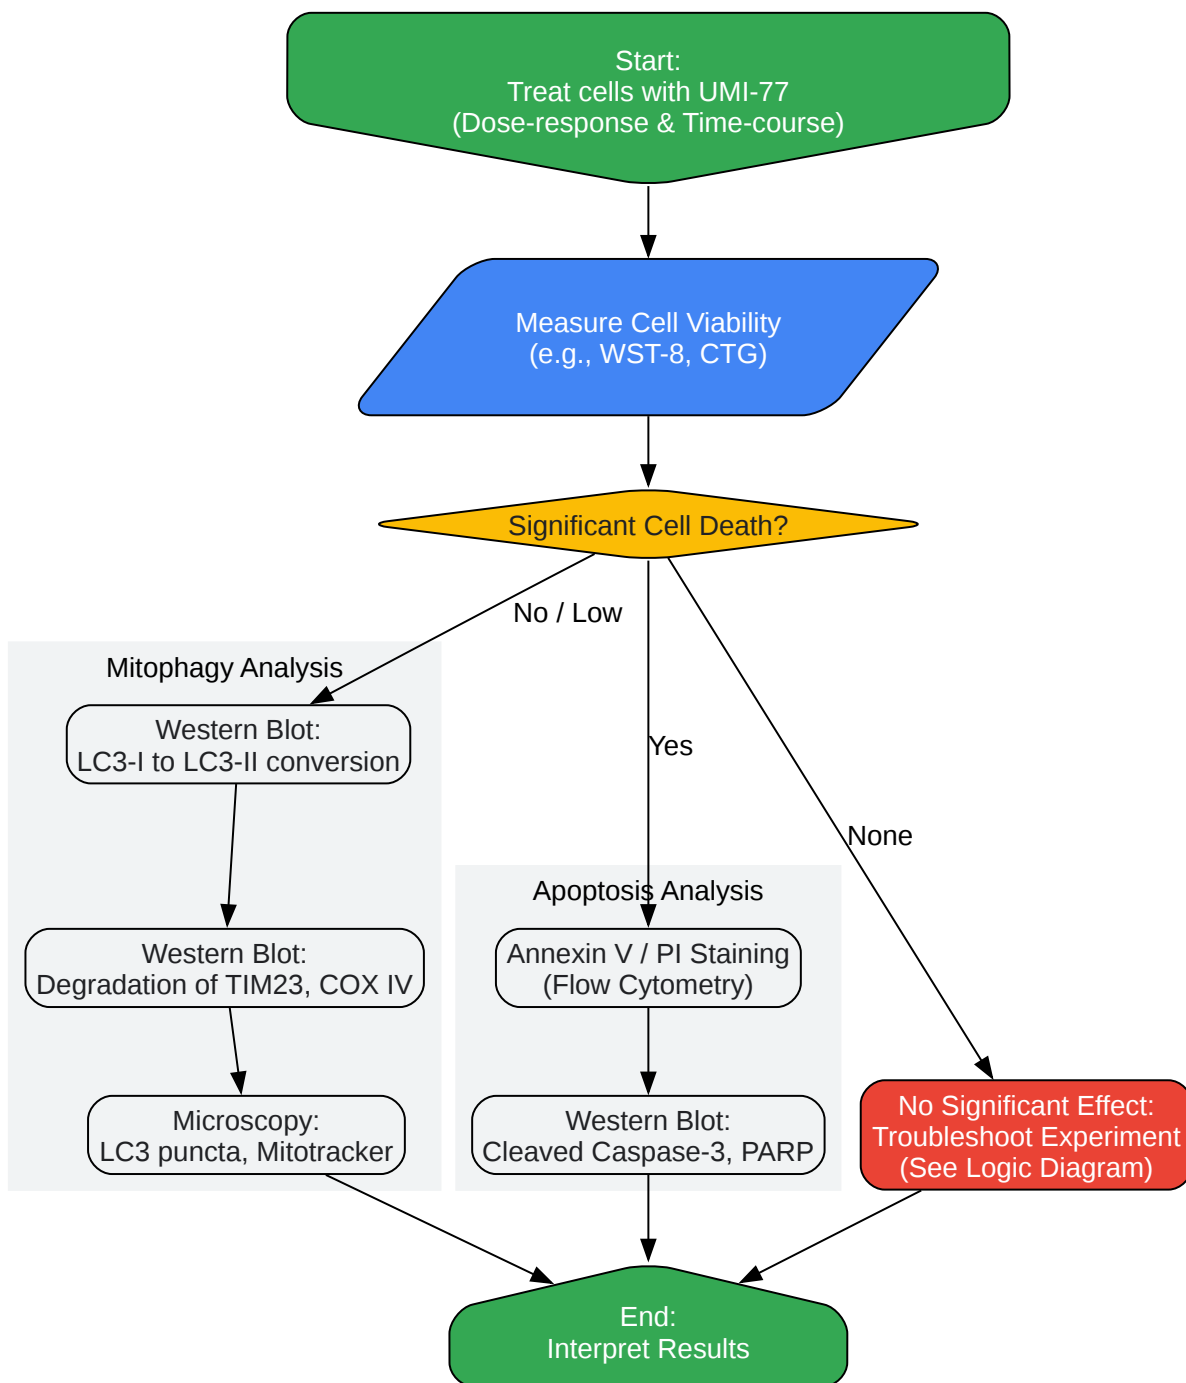 Start:
Treat cells with UMI-77
(Dose-response & Time-course)
Measure Cell Viability
(e.g., WST-8, CTG)
Significant Cell Death?
No / Low
Yes
None
Mitophagy Analysis
Western Blot:
LC3-I to LC3-II conversion
Western Blot:
Degradation of TIM23, COX IV
Microscopy:
LC3 puncta, Mitotracker
Apoptosis Analysis
Annexin V / PI Staining
(Flow Cytometry)
Western Blot:
Cleaved Caspase-3, PARP
No Significant Effect:
Troubleshoot Experiment
(See Logic Diagram)
End:
Interpret Results